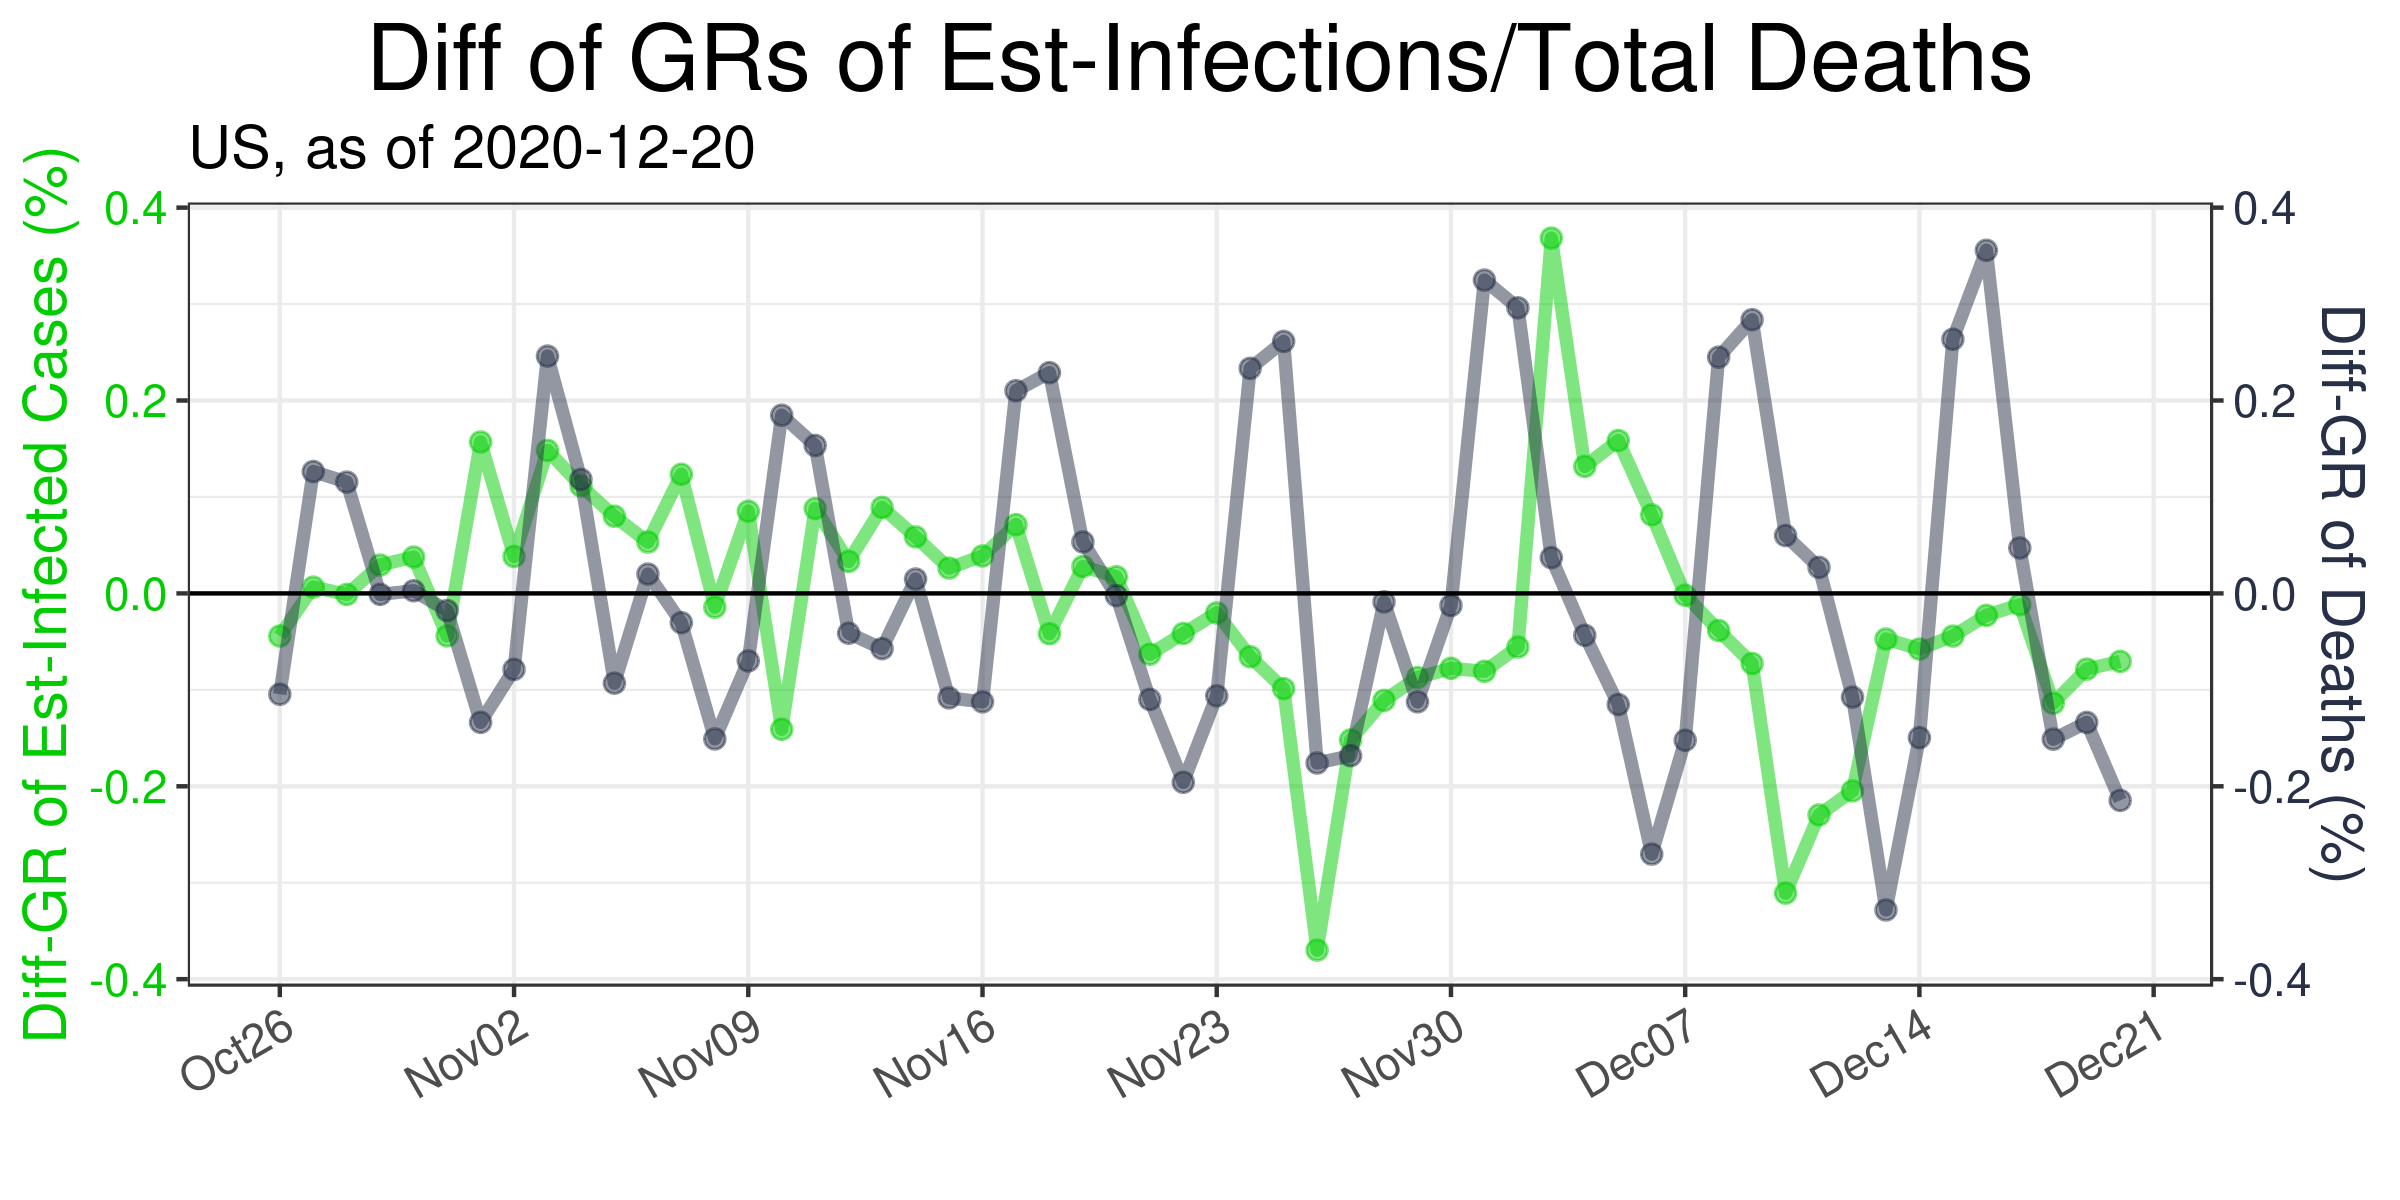 Diff of GRs of Est-Infections/Total Deaths
US, as of 2020-12-20
Diff-GR of Est-Infected Cases (%)
0.4
0.2
0.0
-0.2
-0.4
0.4
0.2
0.0
-0.2
-0.4
Diff-GR of Deaths (%)
Oct26
Nov02
Nov09
Nov16
Nov23
Nov30
Dec07
Dec14
Dec21